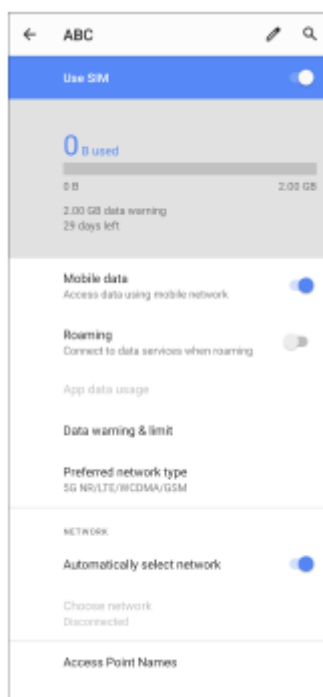 ABC
Use SIM
0 B used
0 B 2.00 GB
2.00 GB data warning
29 days left
Mobile data
Access data using mobile network
Roaming
Connect to data services when roaming
App data usage
Data warning & limit
Preferred network type
5G NR/LTE/WCDMA/GSM
NETWORK
Automatically select network
Choose network
Disconnected
Access Point Names